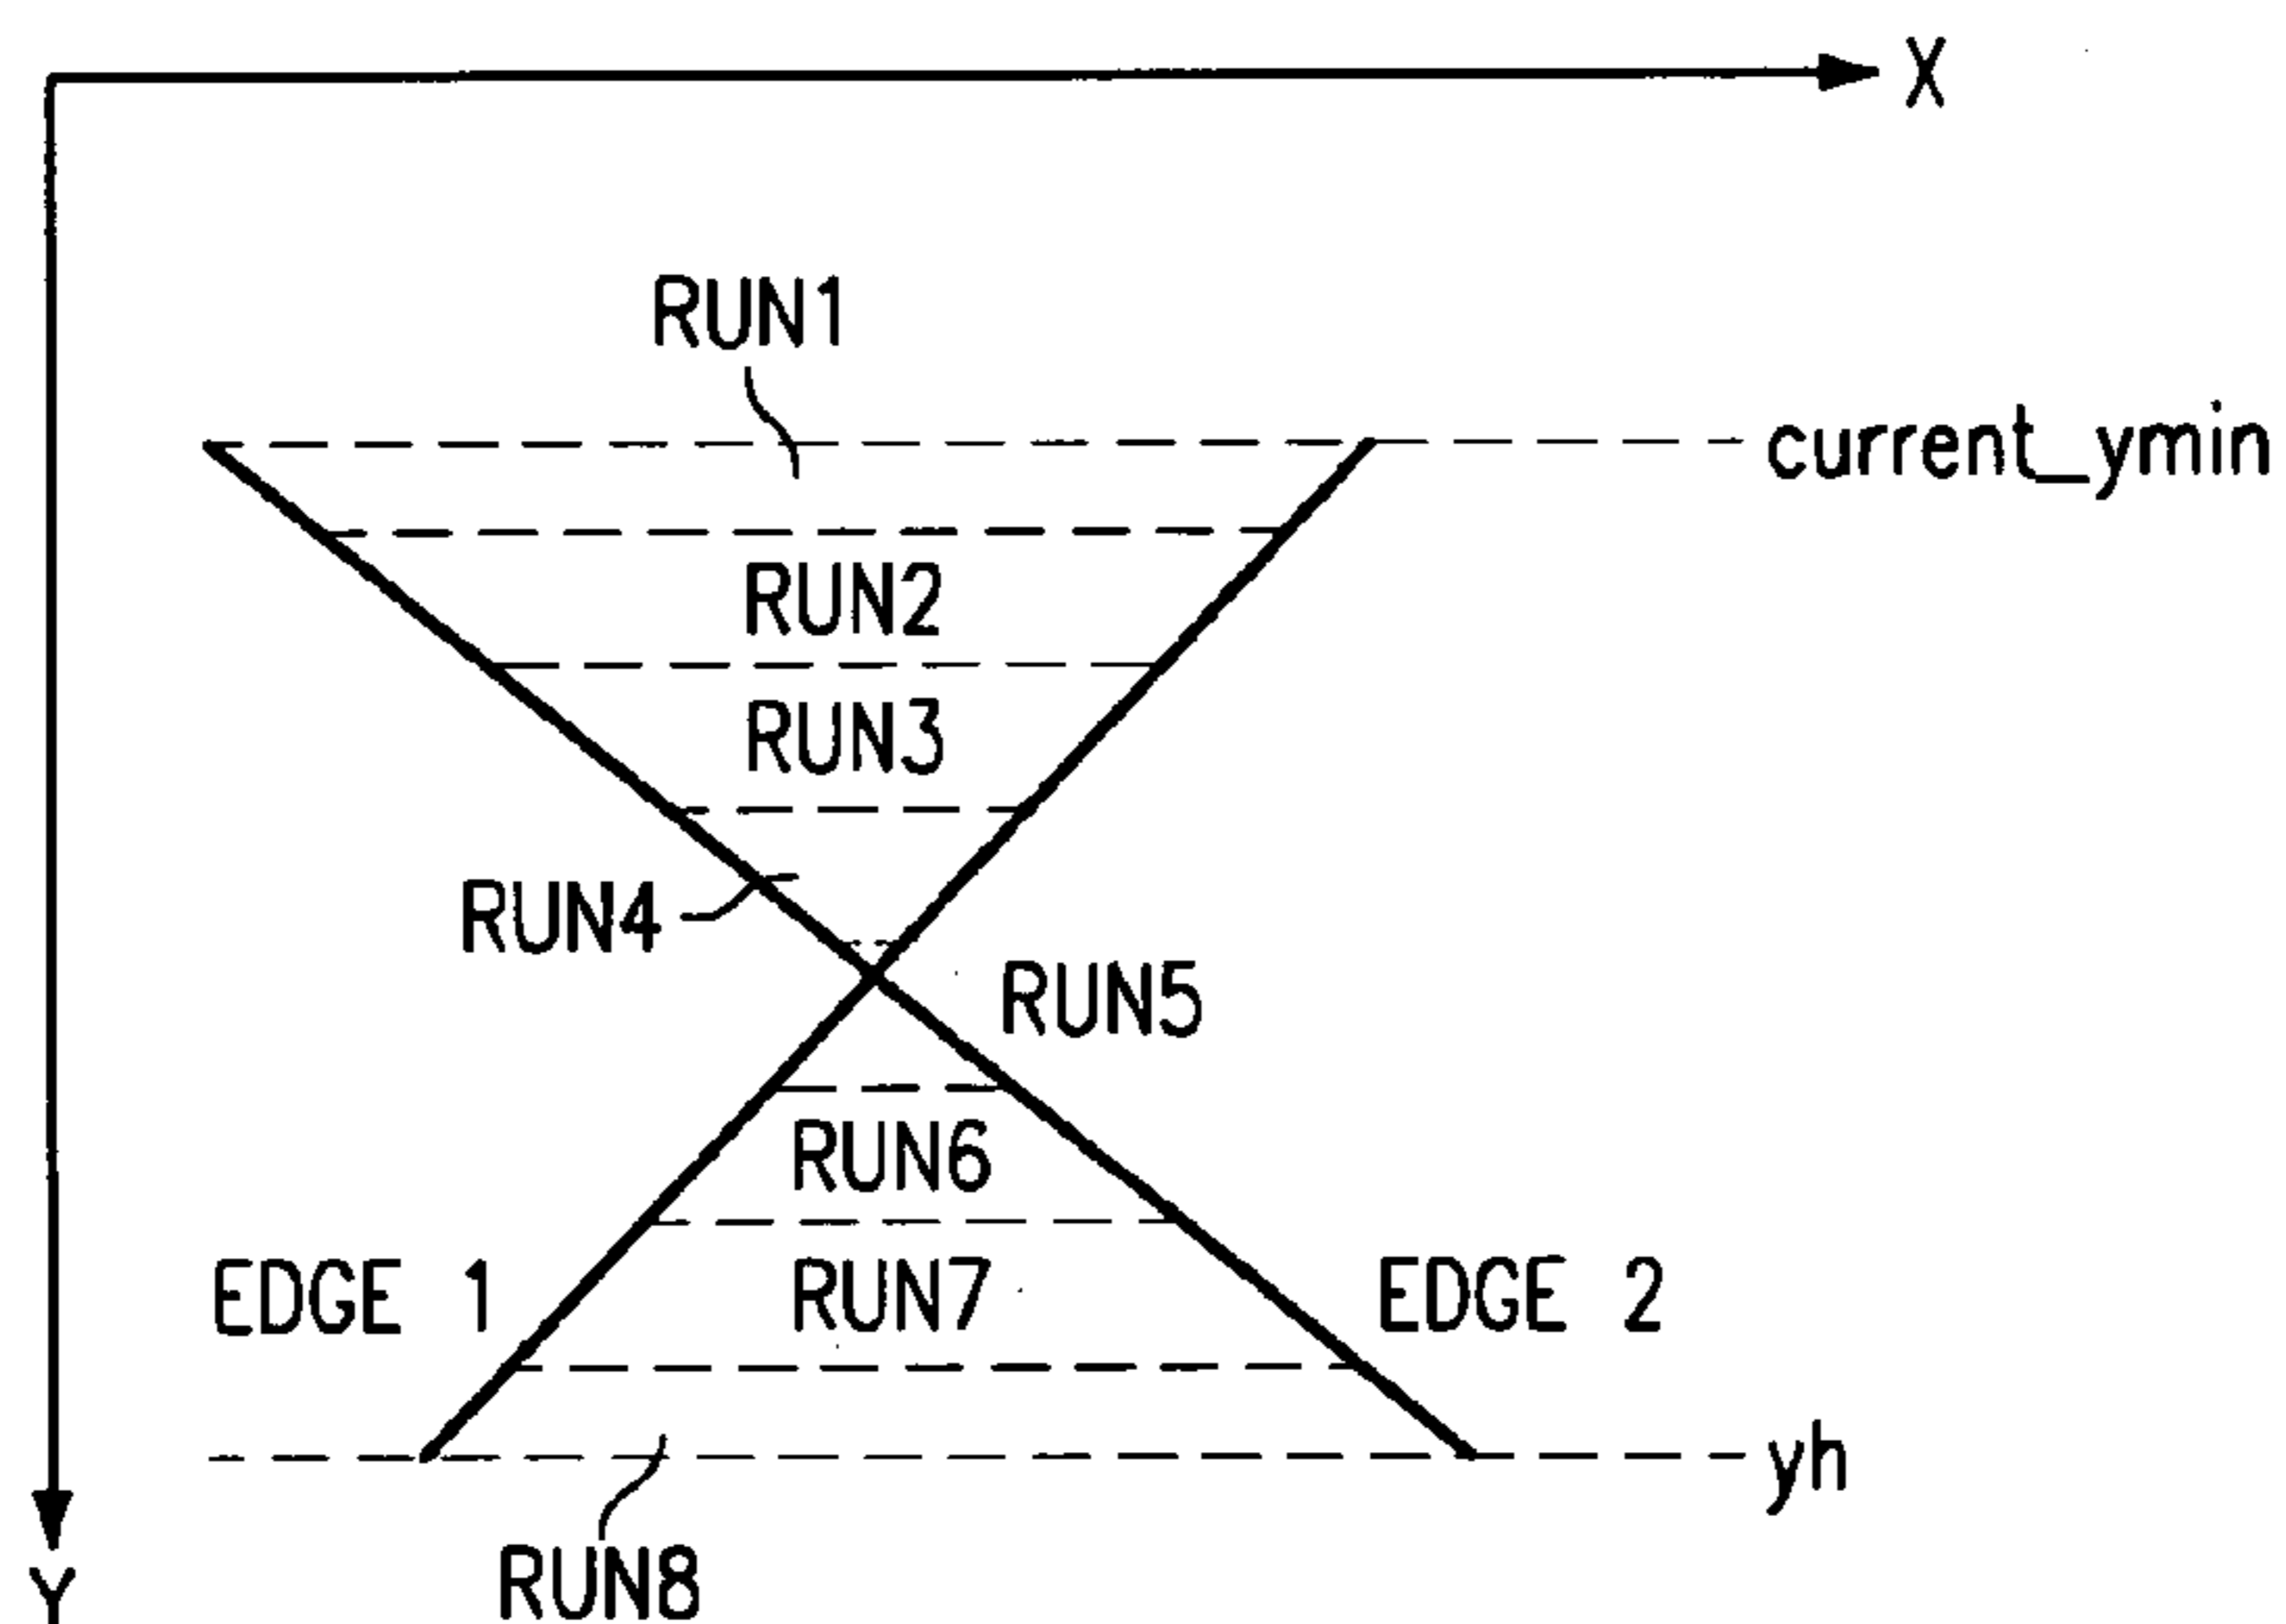 X
RUN1
current_ymin
RUN2
RUN3
RUN4
RUN5
RUN6
EDGE 1
RUN7
EDGE 2
yh
RUN8
Y